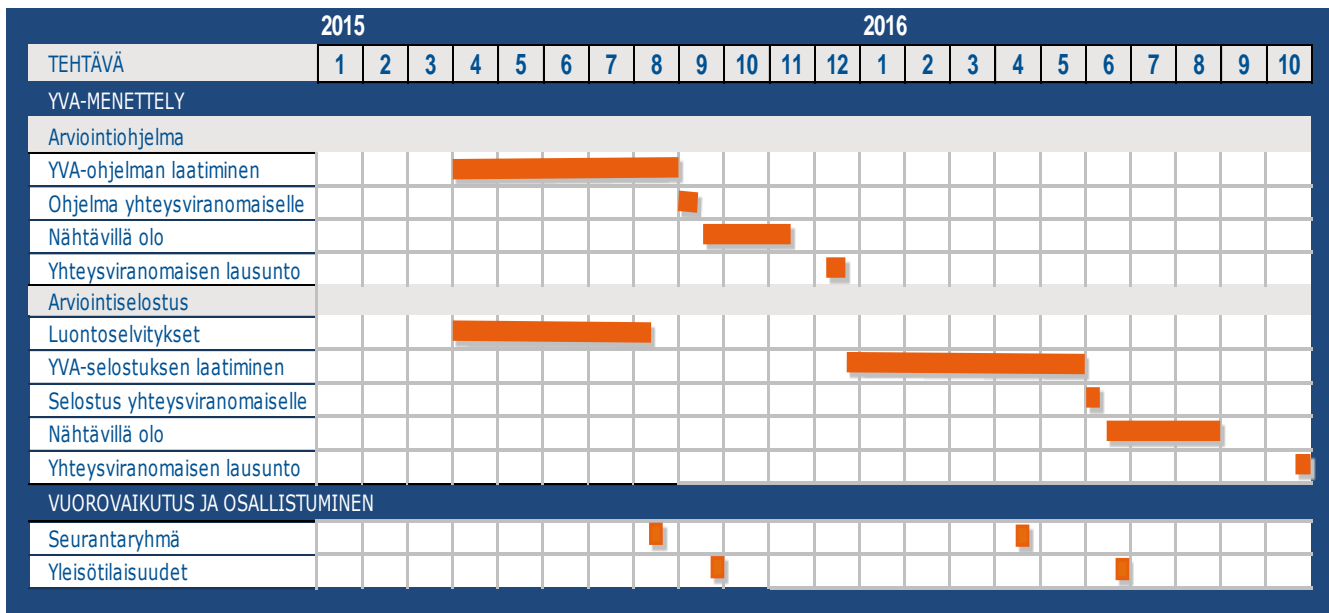 2015 2016
TEHTÄVÄ 1 2 3 4 5 6 7 8 9 10 11 12 1 2 3 4 5 6 7 8 9 10
YVA-MENETTELY
Arviointiohjelma
YVA-ohjelman laatiminen
Ohjelma yhteysviranomaiselle
Nähtävillä olo
Yhteysviranomaisen lausunto
Arviointiselostus
Luontoselvitykset
YVA-selostuksen laatiminen
Selostus yhteysviranomaiselle
Nähtävillä olo
Yhteysviranomaisen lausunto
VUOROVAIKUTUS JA OSALLISTUMINEN
Seurantaryhmä
Yleisötilaisuudet